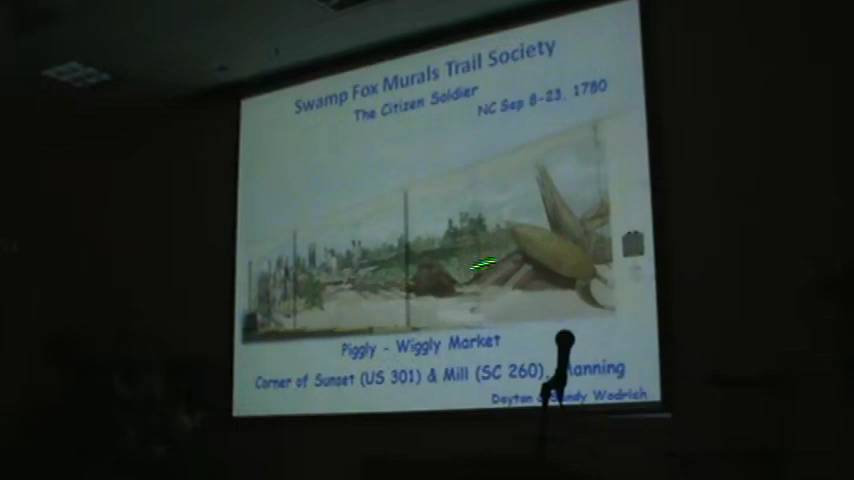 Swamp Fox Murals Trail Society
The Citizen Soldier
NC Sep 8-23, 1780
Piggly - Wiggly Market
Corner of Sunset (US 301) & Mill (SC 260), Manning
Dayton & Sandy Wodrich